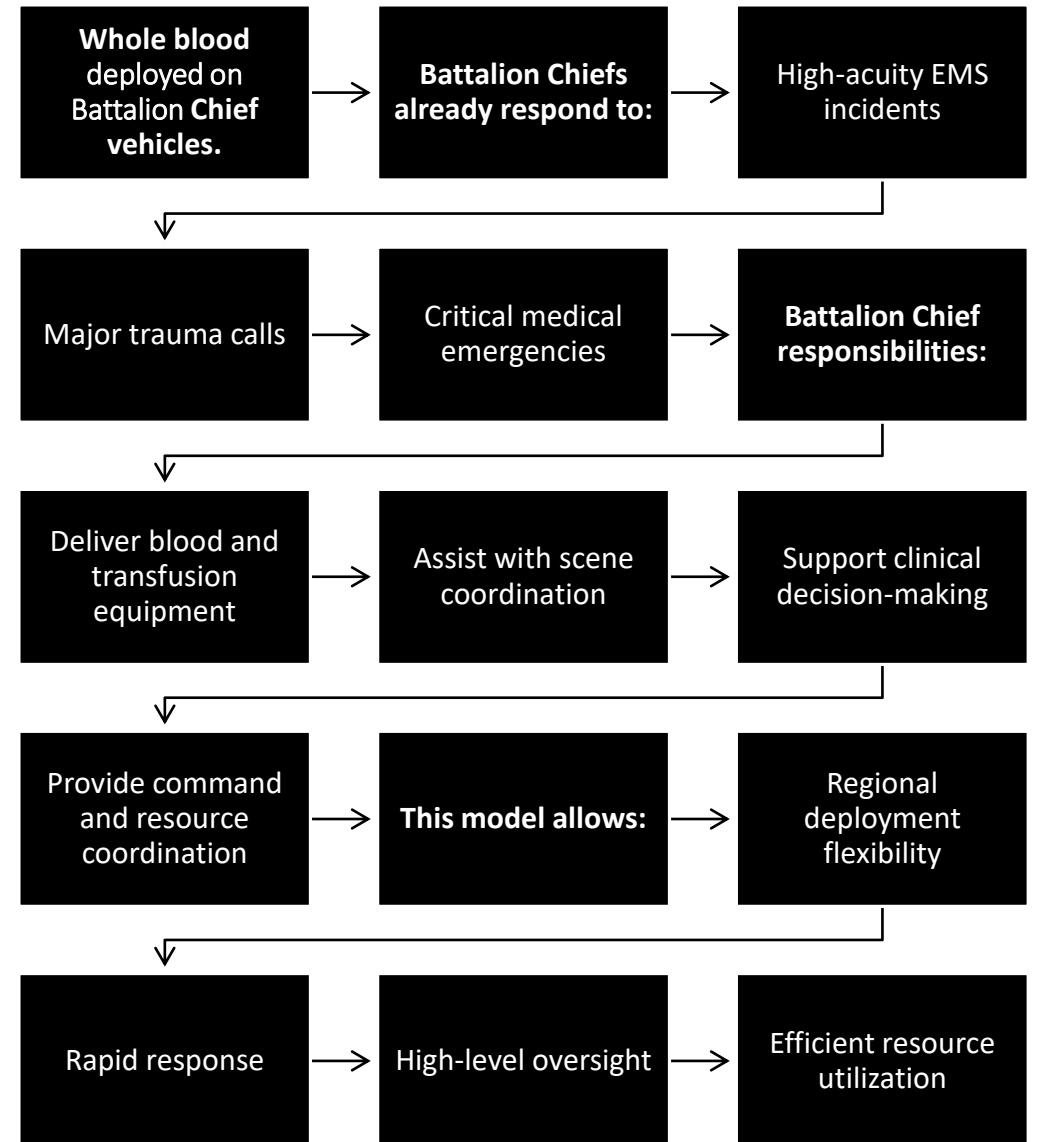 Whole blood
deployed on
Battalion Chief
vehicles.
Battalion Chiefs
already respond to:
High-acuity EMS
incidents
Major trauma calls
Critical medical
emergencies
Battalion Chief
responsibilities:
Deliver blood and
transfusion
equipment
Assist with scene
coordination
Support clinical
decision-making
Provide command
and resource
coordination
This model allows:
Regional
deployment
flexibility
Rapid response
High-level oversight
Efficient resource
utilization